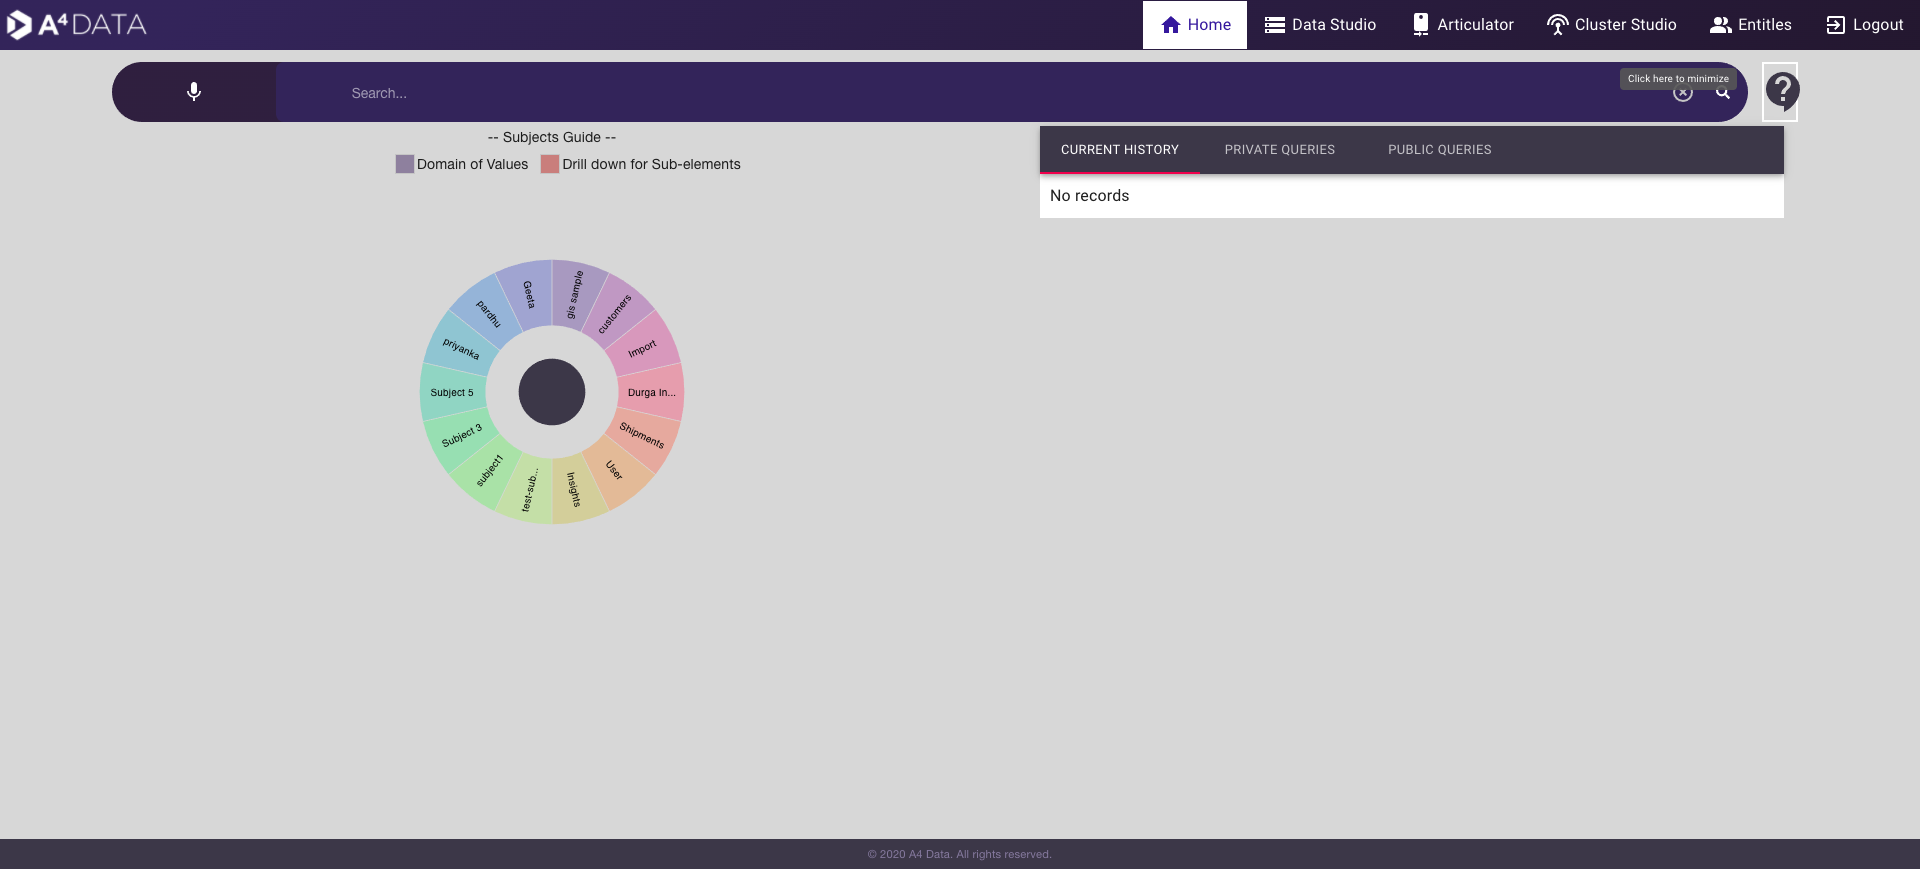 A4DATA
Home
Data Studio
Articulator
Cluster Studio
Entitles
Logout
Search...
Click here to minimize
-- Subjects Guide --
Domain of Values
Drill down for Sub-elements
CURRENT HISTORY
PRIVATE QUERIES
PUBLIC QUERIES
No records
gis sample
customers
Import
Durga In...
Shipments
User
Insights
test-sub...
subject1
Subject 3
Subject 5
priyanka
pardhu
Geeta
© 2020 A4 Data. All rights reserved.